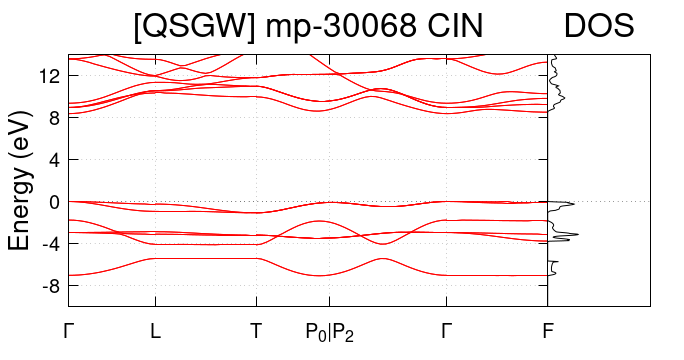 [QSGW] mp-30068 CIN
DOS
Energy (eV)
12
8
4
0
-4
-8
Γ L T P₀|P₂ Γ F